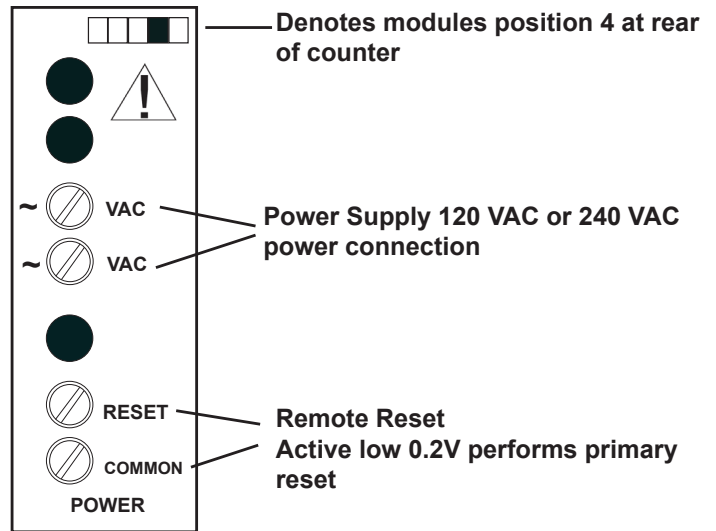 Denotes modules position 4 at rear
of counter
!
~ VAC
~ VAC
Power Supply 120 VAC or 240 VAC
power connection
RESET
COMMON
Remote Reset
Active low 0.2V performs primary
reset
POWER